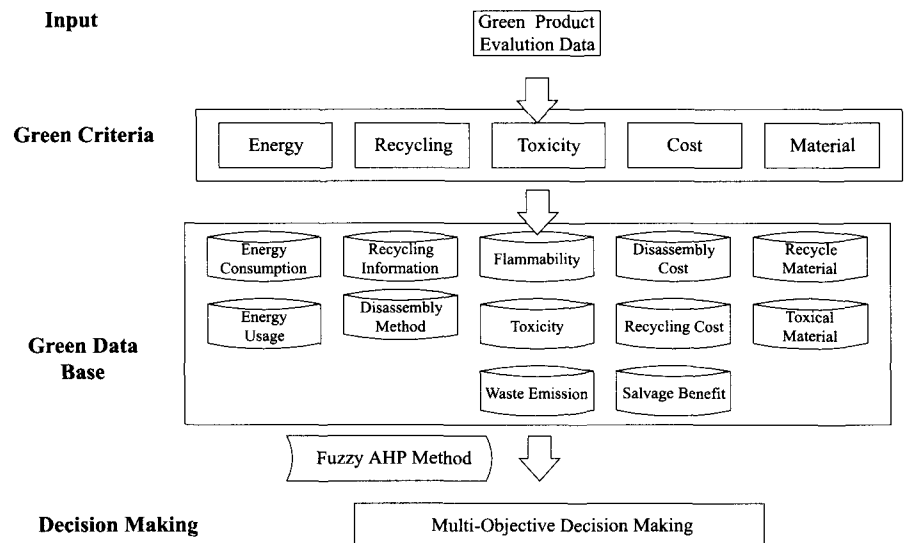 Input
Green Product
Evalution Data
Green Criteria
Energy
Recycling
Toxicity
Cost
Material
Green Data
Base
Energy
Consumption
Recycling
Information
Flammability
Disassembly
Cost
Recycle
Material
Energy
Usage
Disassembly
Method
Toxicity
Recycling Cost
Toxical
Material
Waste Emission
Salvage Benefit
Fuzzy AHP Method
Decision Making
Multi-Objective Decision Making